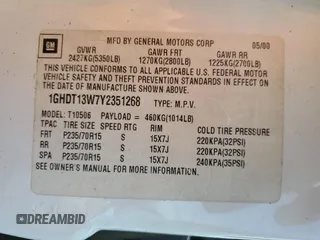 GM
MFD BY GENERAL MOTORS CORP 05/00
GVWR GAWR FRT GAWR RR
2427KG(5350LB) 1270KG(2800LB) 1225KG(2700LB)
THIS VEHICLE CONFORMS TO ALL APPLICABLE U.S. FEDERAL MOTOR
VEHICLE SAFETY AND THEFT PREVENTION STANDARDS IN EFFECT ON
THE DATE OF MANUFACTURE SHOWN ABOVE.
1GHDT13W7Y2351268 TYPE: M.P.V.
MODEL: T10506 PAYLOAD = 460KG(1014LB)
TPAC TIRE SIZE SPEED RTG RIM COLD TIRE PRESSURE
FRT P235/70R15 S 15X7J 220KPA(32PSI)
RR P235/70R15 S 15X7J 220KPA(32PSI)
SPA P235/70R15 S 15X7J 240KPA(35PSI)
SEE OWNER'S MANUAL FOR MORE INFORMATION.
DREAMBID